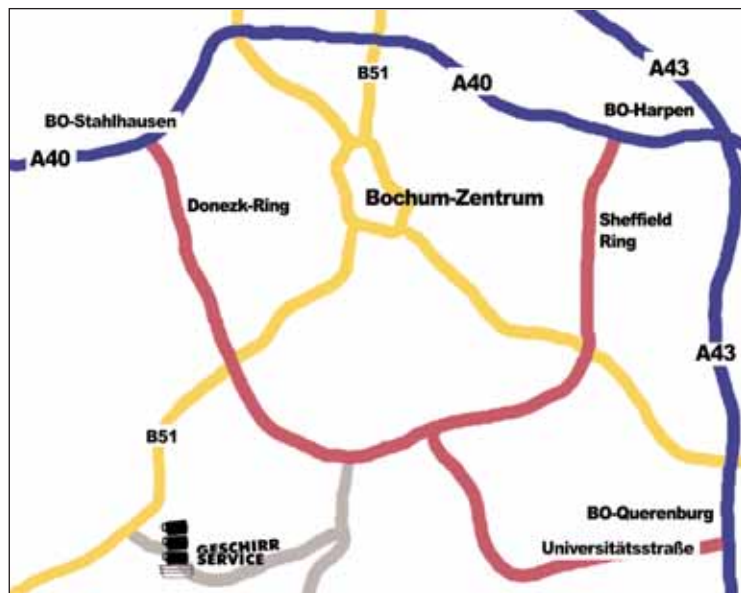 B51
A40
A43
BO-Stahlhausen
BO-Harpen
A40
Donezk-Ring
Bochum-Zentrum
Sheffield
Ring
A43
B51
BO-Querenburg
Universitätsstraße
GESCHIRR
SERVICE